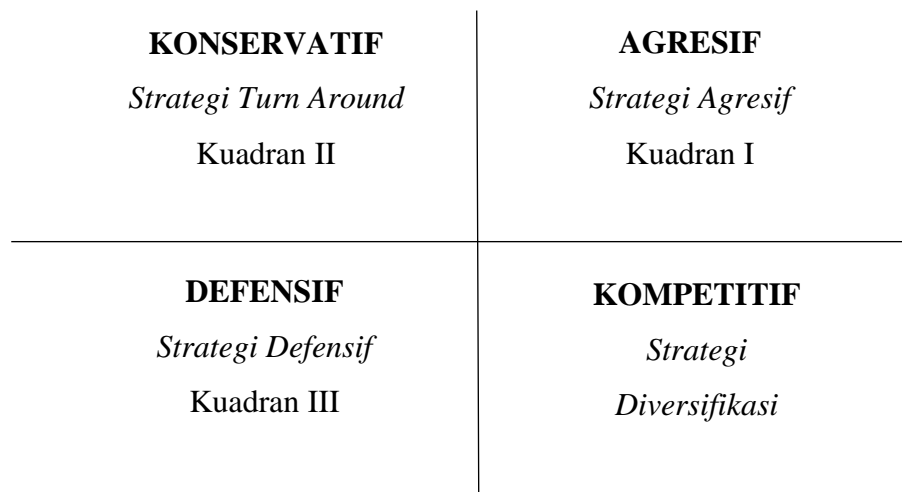 KONSERVATIF
Strategi Turn Around
Kuadran II
AGRESIF
Strategi Agresif
Kuadran I
DEFENSIF
Strategi Defensif
Kuadran III
KOMPETITIF
Strategi
Diversifikasi